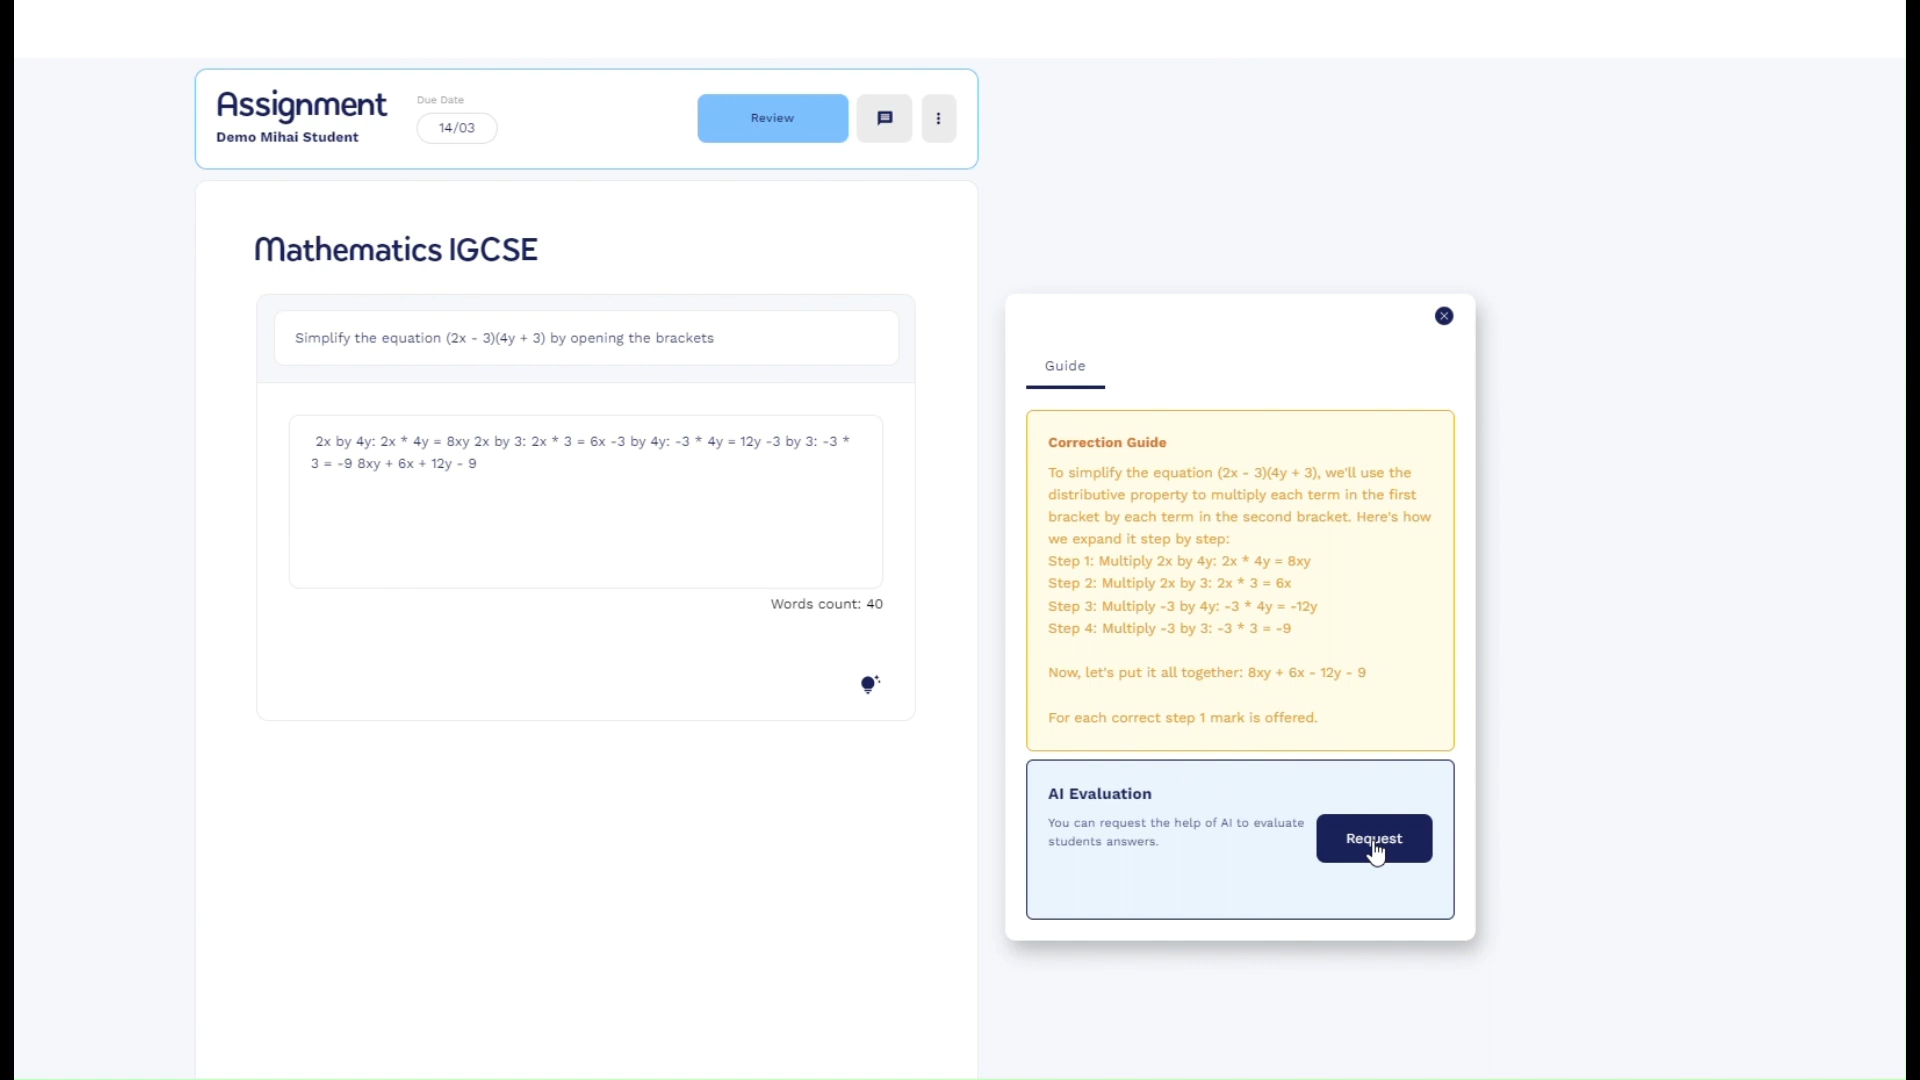 Assignment
Demo Mihai Student
Due Date
14/03
Review
Mathematics IGCSE
Simplify the equation (2x - 3)(4y + 3) by opening the brackets
2x by 4y: 2x * 4y = 8xy 2x by 3: 2x * 3 = 6x -3 by 4y: -3 * 4y = 12y -3 by 3: -3 *
3 = -9 8xy + 6x + 12y - 9
Words count: 40
Guide
Correction Guide
To simplify the equation (2x - 3)(4y + 3), we'll use the
distributive property to multiply each term in the first
bracket by each term in the second bracket. Here's how
we expand it step by step:
Step 1: Multiply 2x by 4y: 2x * 4y = 8xy
Step 2: Multiply 2x by 3: 2x * 3 = 6x
Step 3: Multiply -3 by 4y: -3 * 4y = -12y
Step 4: Multiply -3 by 3: -3 * 3 = -9
Now, let's put it all together: 8xy + 6x - 12y - 9
For each correct step 1 mark is offered.
AI Evaluation
You can request the help of AI to evaluate
students answers.
Request